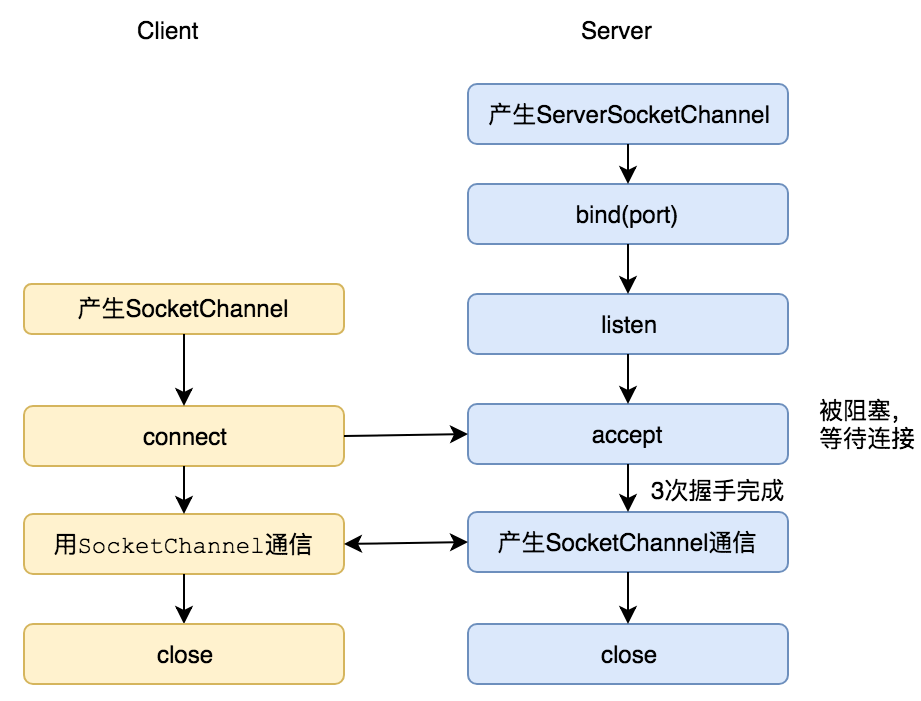 Client
Server
产生ServerSocketChannel
bind(port)
产生SocketChannel
listen
connect
accept
被阻塞，
等待连接
3次握手完成
用SocketChannel通信
产生SocketChannel通信
close
close